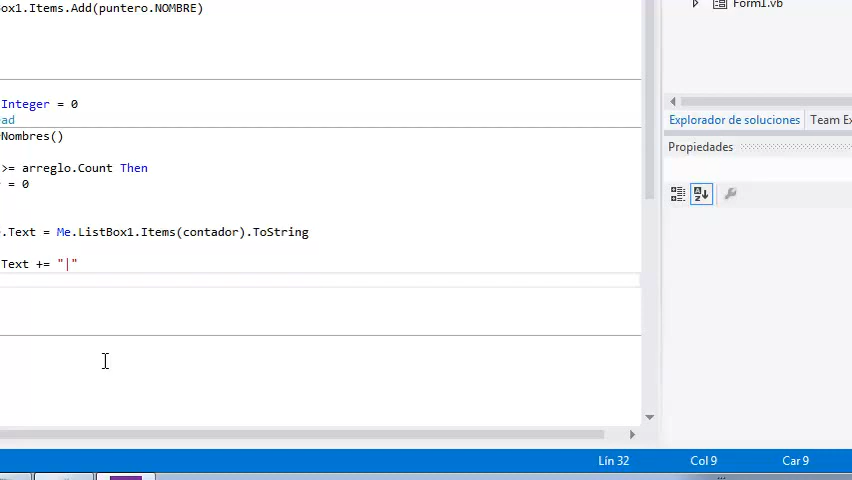 ox1.Items.Add(puntero.NOMBRE)
Form1.vb
Integer = 0
ad
Explorador de soluciones
Team Ex
Nombres()
Propiedades
>= arreglo.Count Then
= 0
.Text = Me.ListBox1.Items(contador).ToString
Text += "|"
Lín 32
Col 9
Car 9